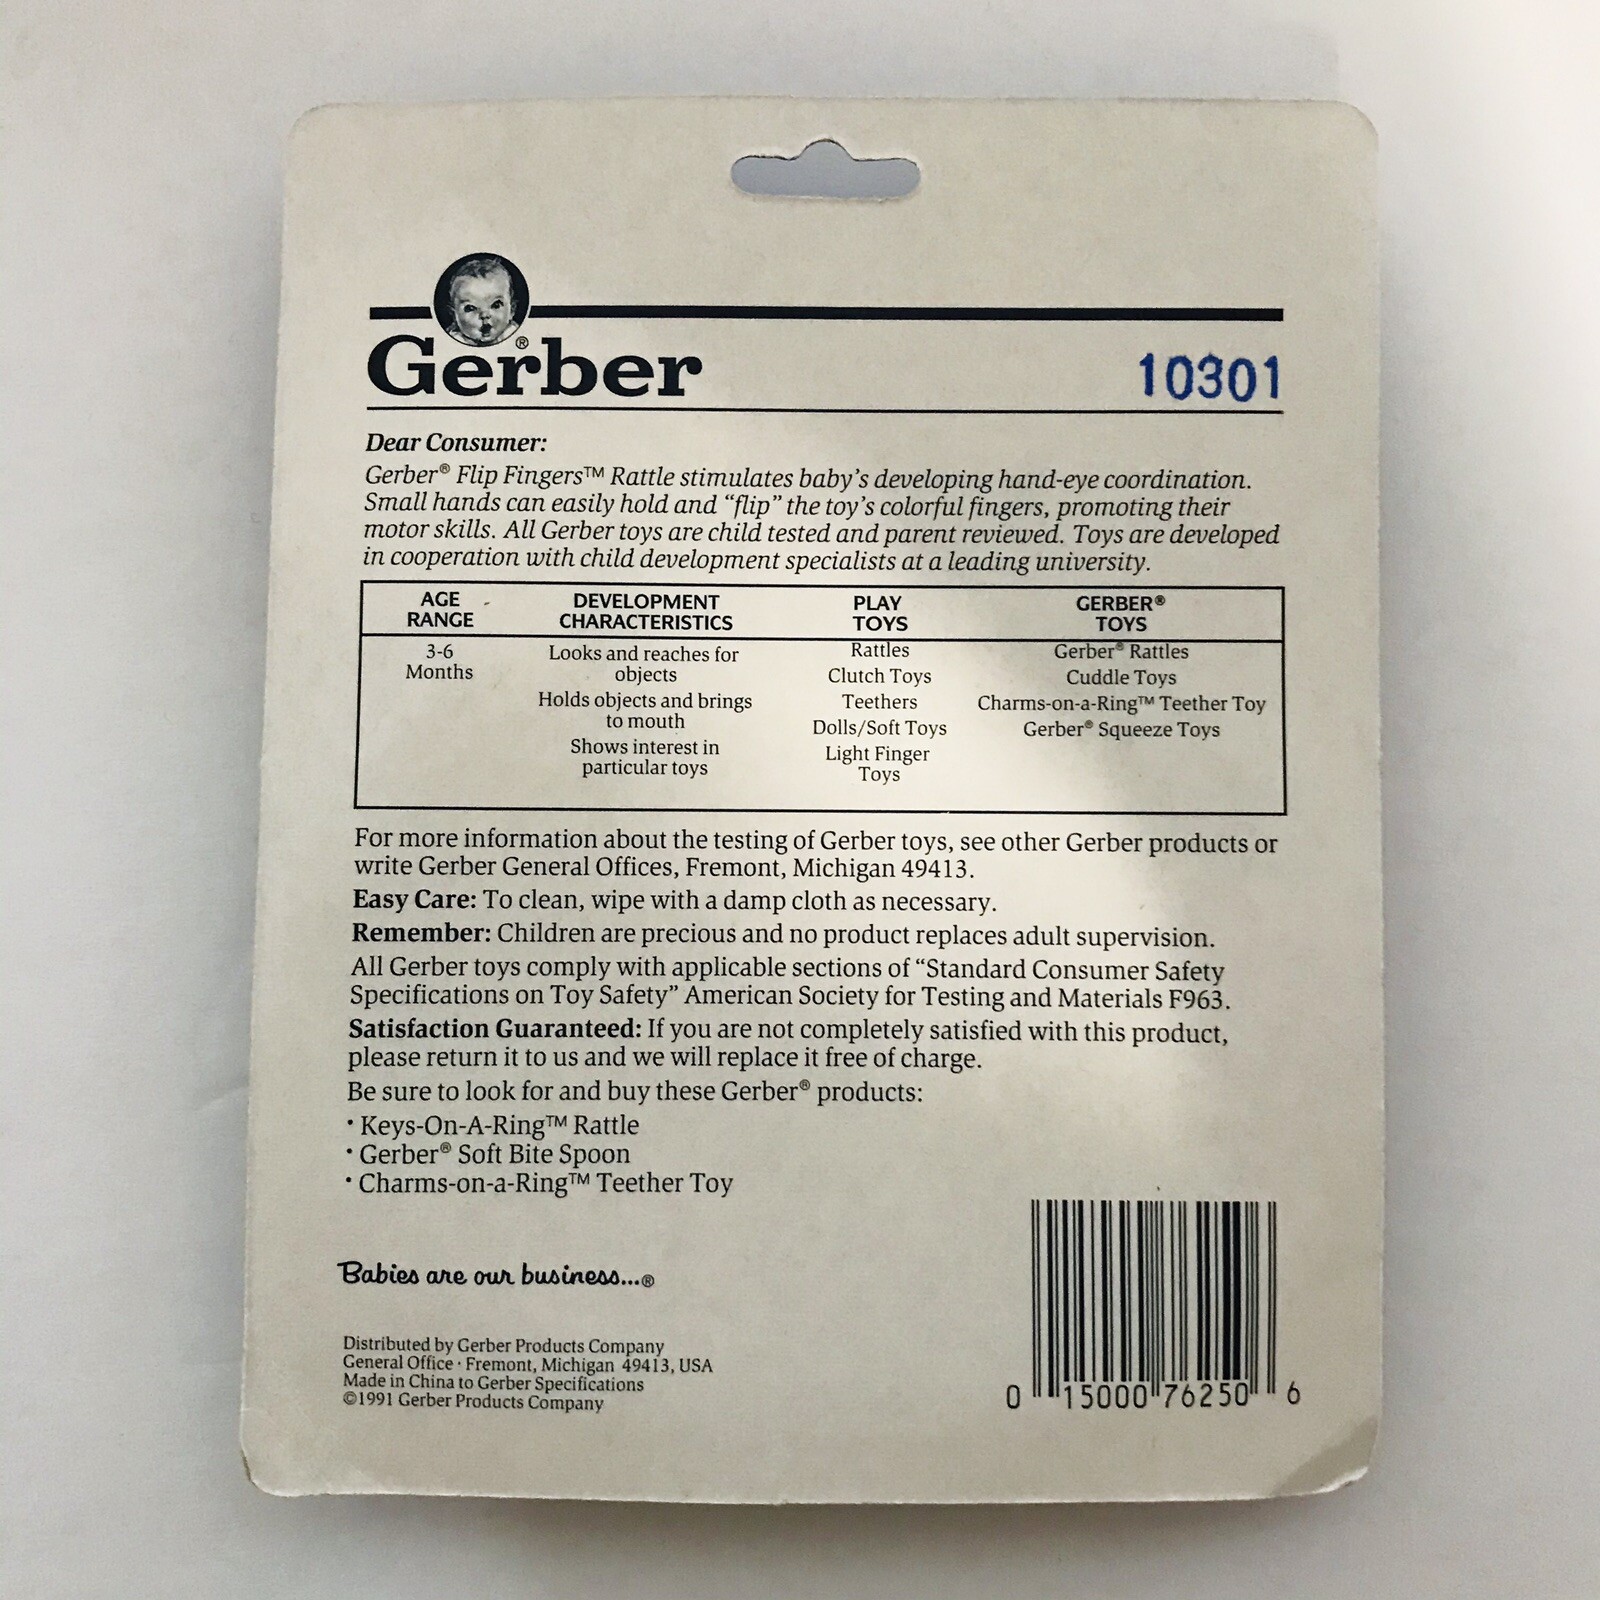 Gerber®
10301
Dear Consumer:
Gerber® Flip Fingers™ Rattle stimulates baby's developing hand-eye coordination.
Small hands can easily hold and "flip" the toy's colorful fingers, promoting their
motor skills. All Gerber toys are child tested and parent reviewed. Toys are developed
in cooperation with child development specialists at a leading university.
AGE RANGE
DEVELOPMENT CHARACTERISTICS
PLAY TOYS
GERBER® TOYS
3-6
Months
Looks and reaches for
objects
Holds objects and brings
to mouth
Shows interest in
particular toys
Rattles
Clutch Toys
Teethers
Dolls/Soft Toys
Light Finger
Toys
Gerber® Rattles
Cuddle Toys
Charms-on-a-Ring™ Teether Toy
Gerber® Squeeze Toys
For more information about the testing of Gerber toys, see other Gerber products or
write Gerber General Offices, Fremont, Michigan 49413.
Easy Care: To clean, wipe with a damp cloth as necessary.
Remember: Children are precious and no product replaces adult supervision.
All Gerber toys comply with applicable sections of "Standard Consumer Safety
Specifications on Toy Safety" American Society for Testing and Materials F963.
Satisfaction Guaranteed: If you are not completely satisfied with this product,
please return it to us and we will replace it free of charge.
Be sure to look for and buy these Gerber® products:
· Keys-On-A-Ring™ Rattle
· Gerber® Soft Bite Spoon
· Charms-on-a-Ring™ Teether Toy
Babies are our business...®
Distributed by Gerber Products Company
General Office · Fremont, Michigan 49413, USA
Made in China to Gerber Specifications
©1991 Gerber Products Company
0 15000 76250 6